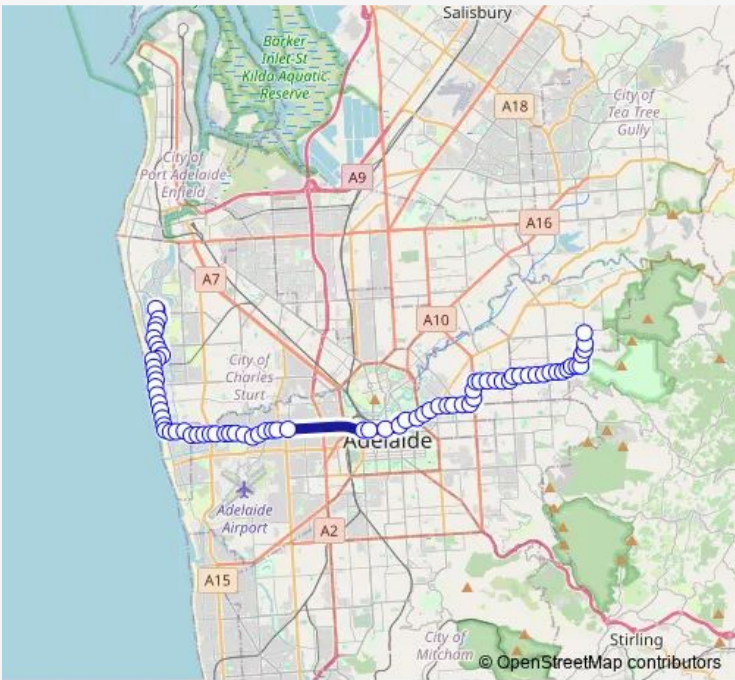 Salisbury
Barker
Inlet-St
Kilda Aquatic
Reserve
A18
City of
Tea Tree
Gully
City of
Port Adelaide
Enfield
A9
A16
A7
A10
City of
Charles
Sturt
Adelaide
Adelaide
Airport
A2
A15
City of
Mitcham
Stirling
© OpenStreetMap contributors